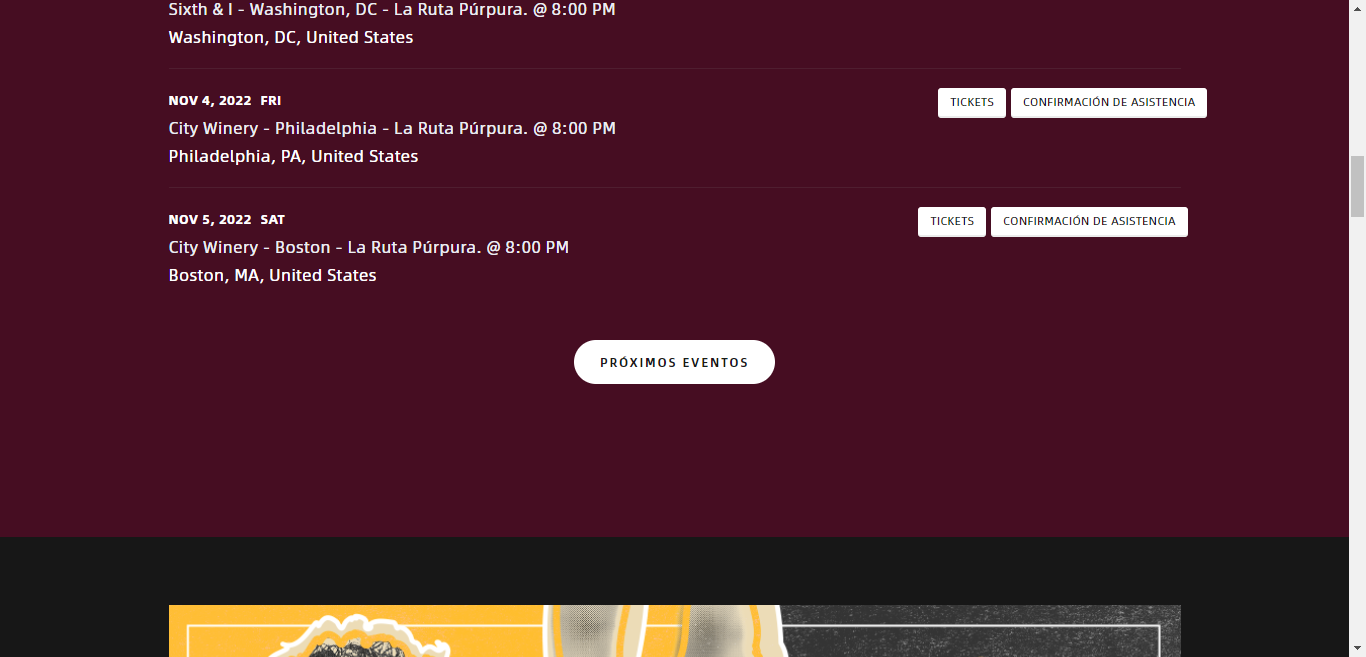 Sixth & I - Washington, DC - La Ruta Púrpura. @ 8:00 PM
Washington, DC, United States
NOV 4, 2022 FRI
TICKETS
CONFIRMACIÓN DE ASISTENCIA
City Winery - Philadelphia - La Ruta Púrpura. @ 8:00 PM
Philadelphia, PA, United States
NOV 5, 2022 SAT
TICKETS
CONFIRMACIÓN DE ASISTENCIA
City Winery - Boston - La Ruta Púrpura. @ 8:00 PM
Boston, MA, United States
PRÓXIMOS EVENTOS